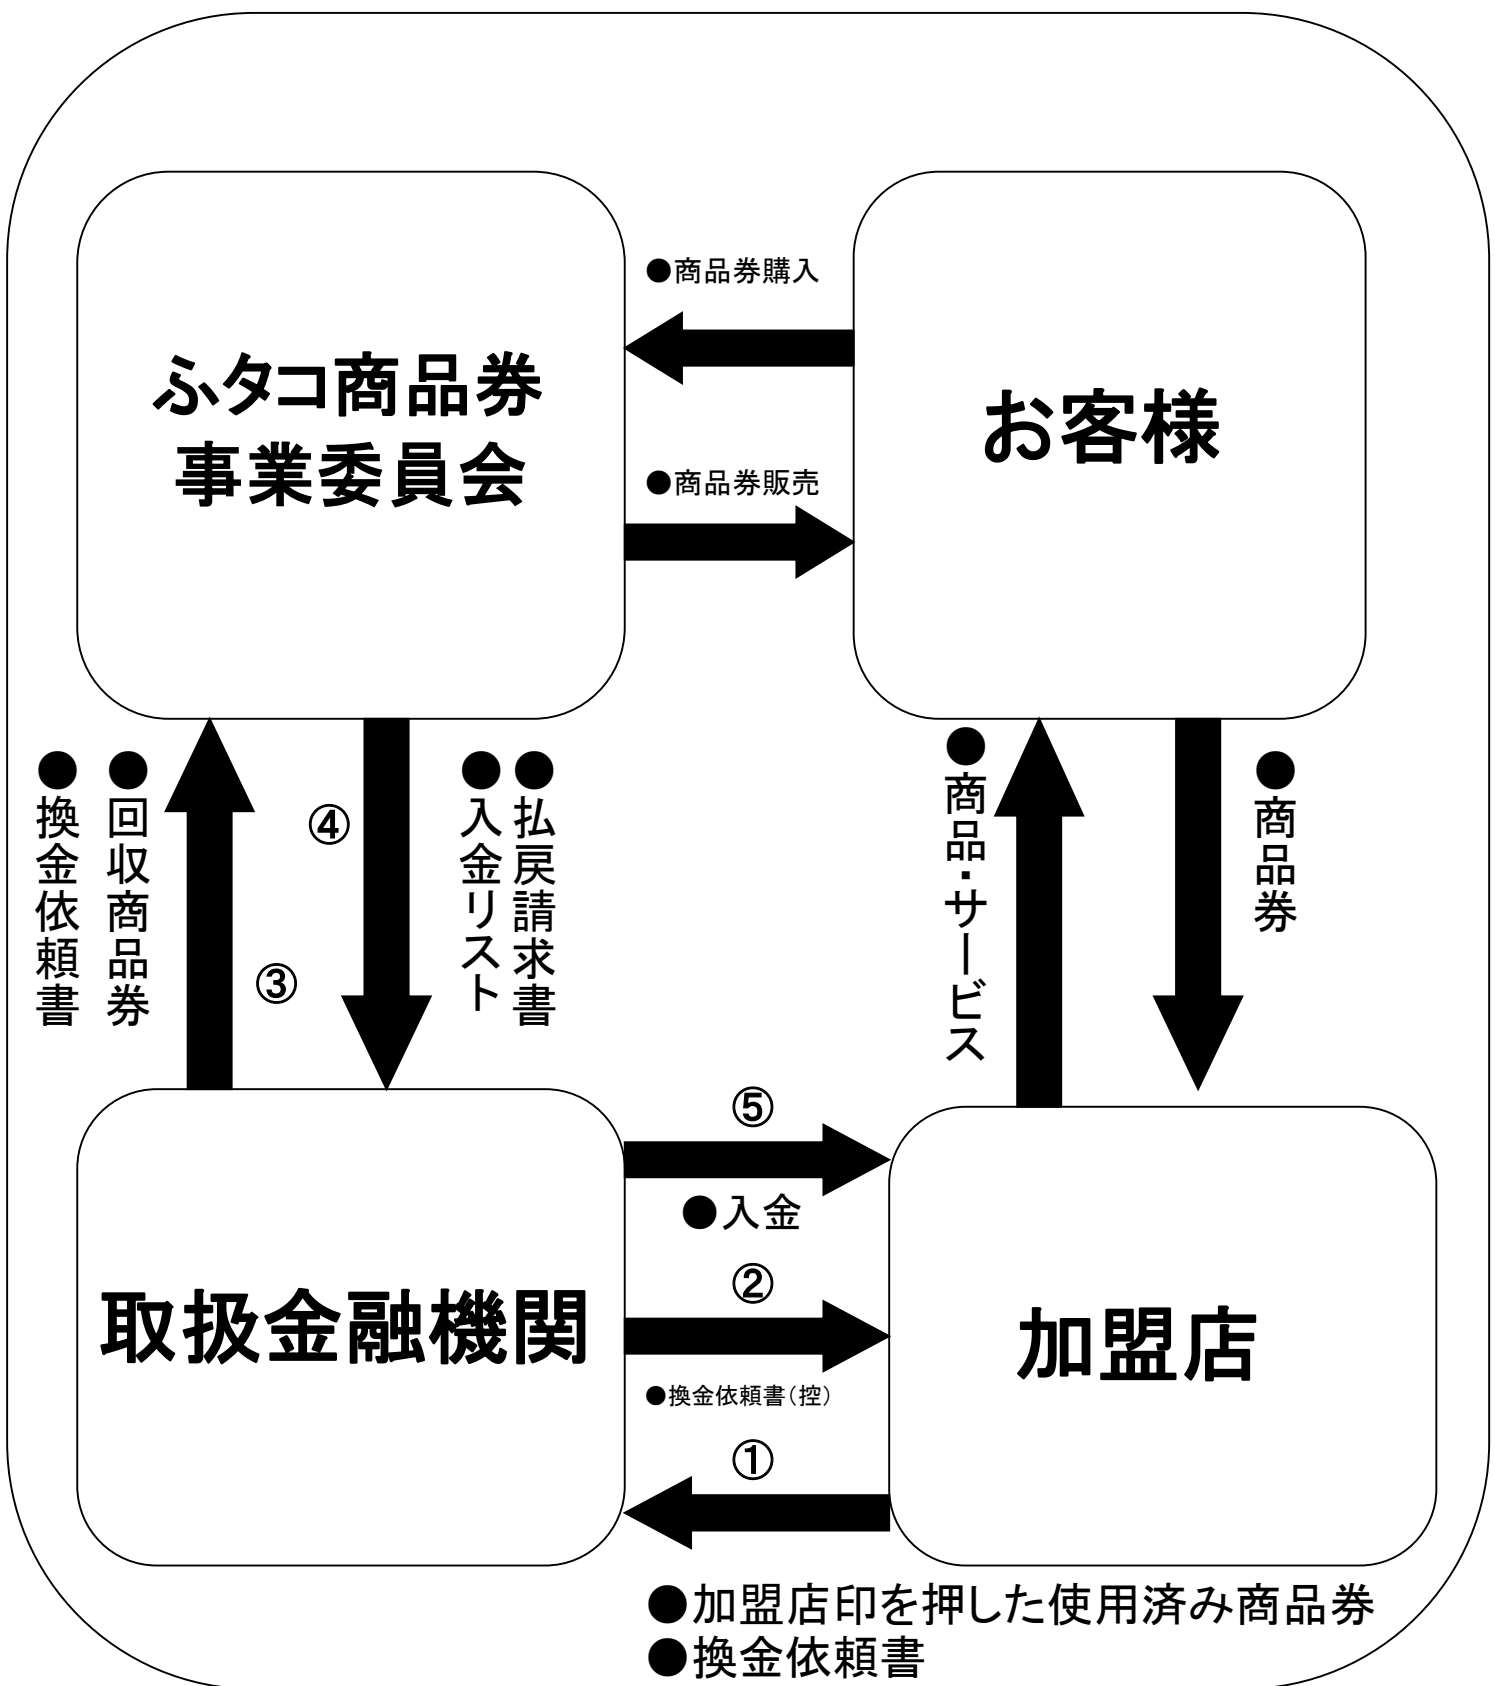 ●商品券購入
ふタコ商品券
事業委員会
お客様
●商品券販売
●換金依頼書
●回収商品券
③
④
●入金リスト
●払戻請求書
●商品・サービス
●商品券
⑤
●入金
②
取扱金融機関
加盟店
●換金依頼書(控)
①
●加盟店印を押した使用済み商品券
●換金依頼書